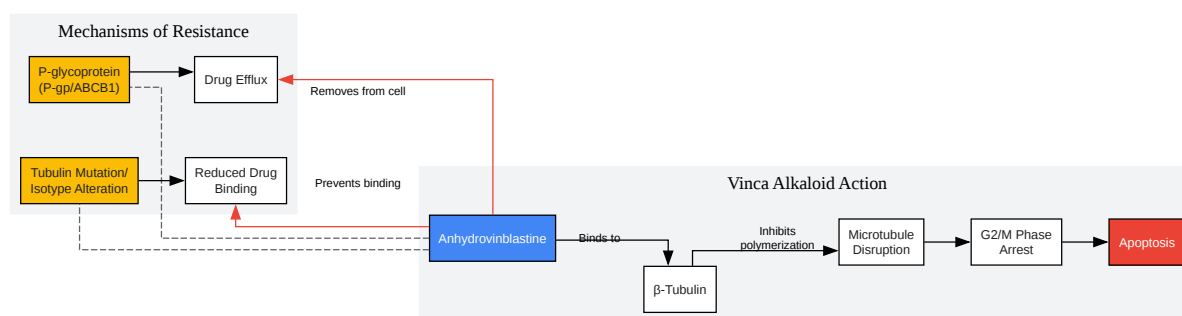 Mechanisms of Resistance
P-glycoprotein
(P-gp/ABCB1)
Drug Efflux
Removes from cell
Tubulin Mutation/
Isotype Alteration
Reduced Drug
Binding
Prevents binding
Vinca Alkaloid Action
Anhydrovinblastine
Binds to
β-Tubulin
Inhibits
polymerization
Microtubule
Disruption
G2/M Phase
Arrest
Apoptosis